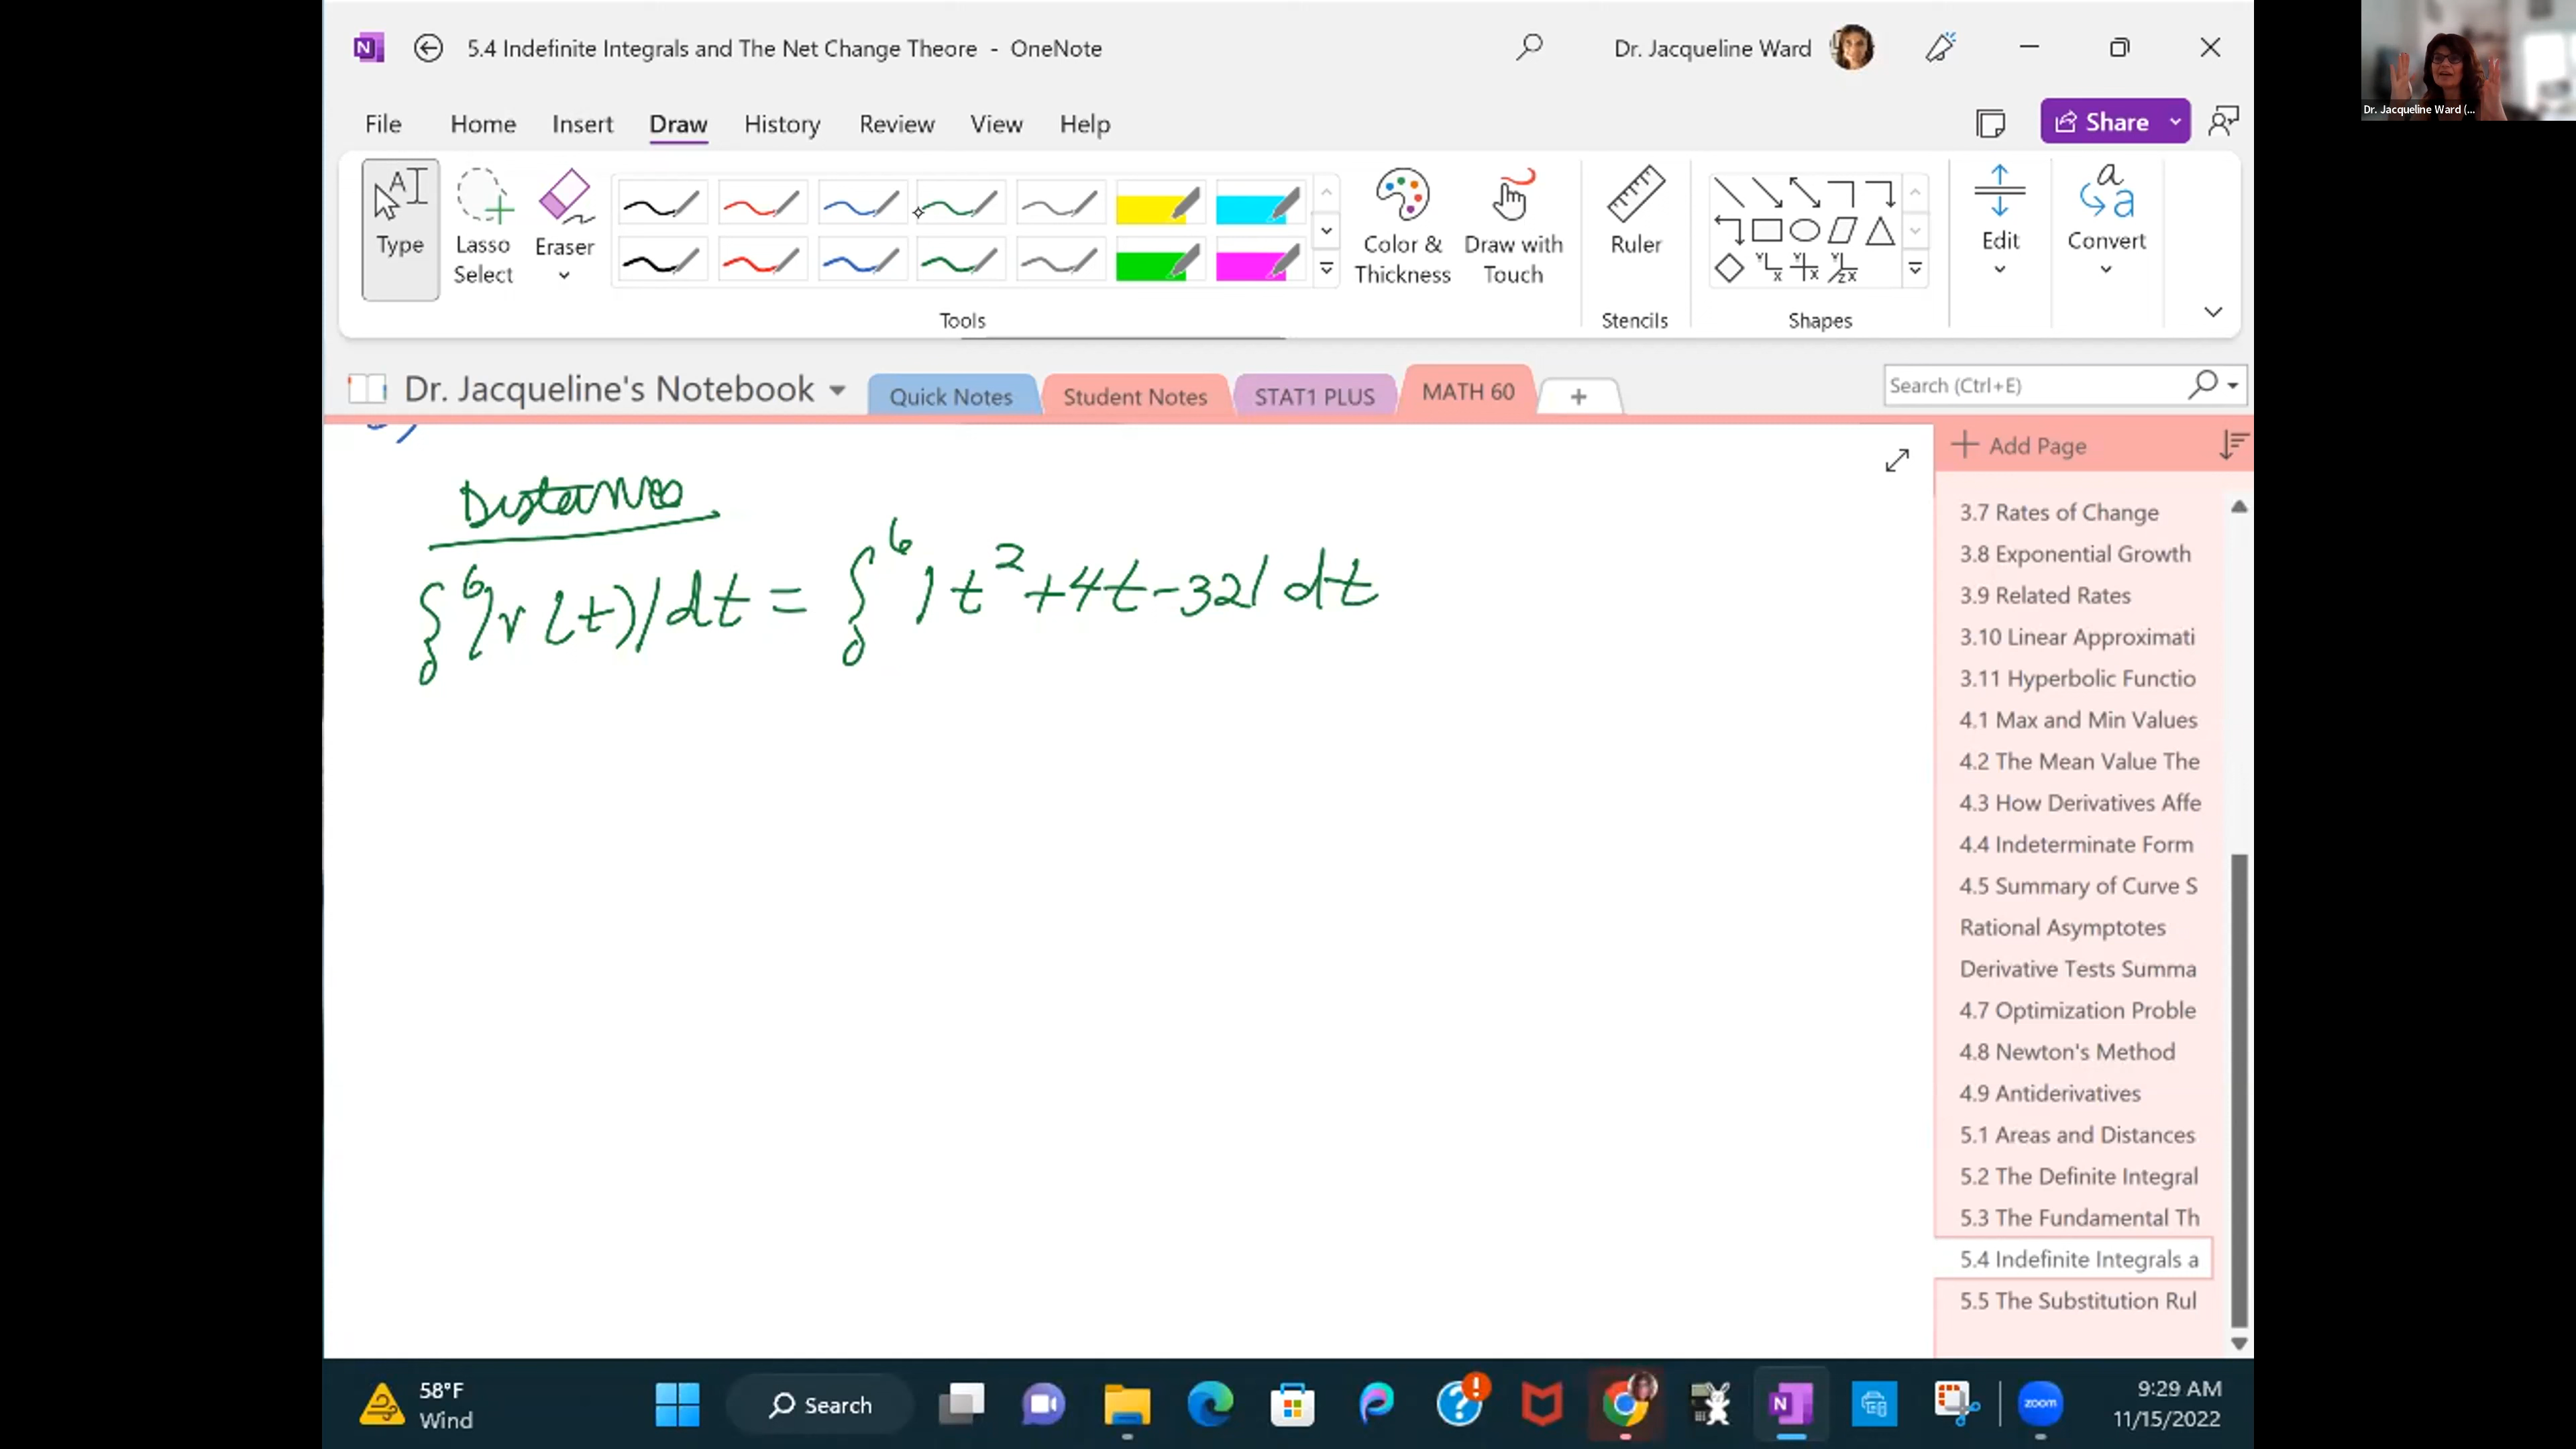 5.4 Indefinite Integrals and The Net Change Theore - OneNote
Dr. Jacqueline Ward
Dr. Jacqueline Ward (...
File Home Insert Draw History Review View Help
Share
Type
Lasso Select
Eraser
Color & Thickness
Draw with Touch
Ruler
Edit
Convert
Tools
Stencils
Shapes
Dr. Jacqueline's Notebook
Quick Notes
Student Notes
STAT1 PLUS
MATH 60
Search (Ctrl+E)
Add Page
Distance
∫₀⁶ |v(t)| dt = ∫₀⁶ |t² + 4t - 32| dt
3.7 Rates of Change
3.8 Exponential Growth
3.9 Related Rates
3.10 Linear Approximati
3.11 Hyperbolic Functio
4.1 Max and Min Values
4.2 The Mean Value The
4.3 How Derivatives Affe
4.4 Indeterminate Form
4.5 Summary of Curve S
Rational Asymptotes
Derivative Tests Summa
4.7 Optimization Proble
4.8 Newton's Method
4.9 Antiderivatives
5.1 Areas and Distances
5.2 The Definite Integral
5.3 The Fundamental Th
5.4 Indefinite Integrals a
5.5 The Substitution Rul
58°F
Wind
Search
zoom
9:29 AM
11/15/2022